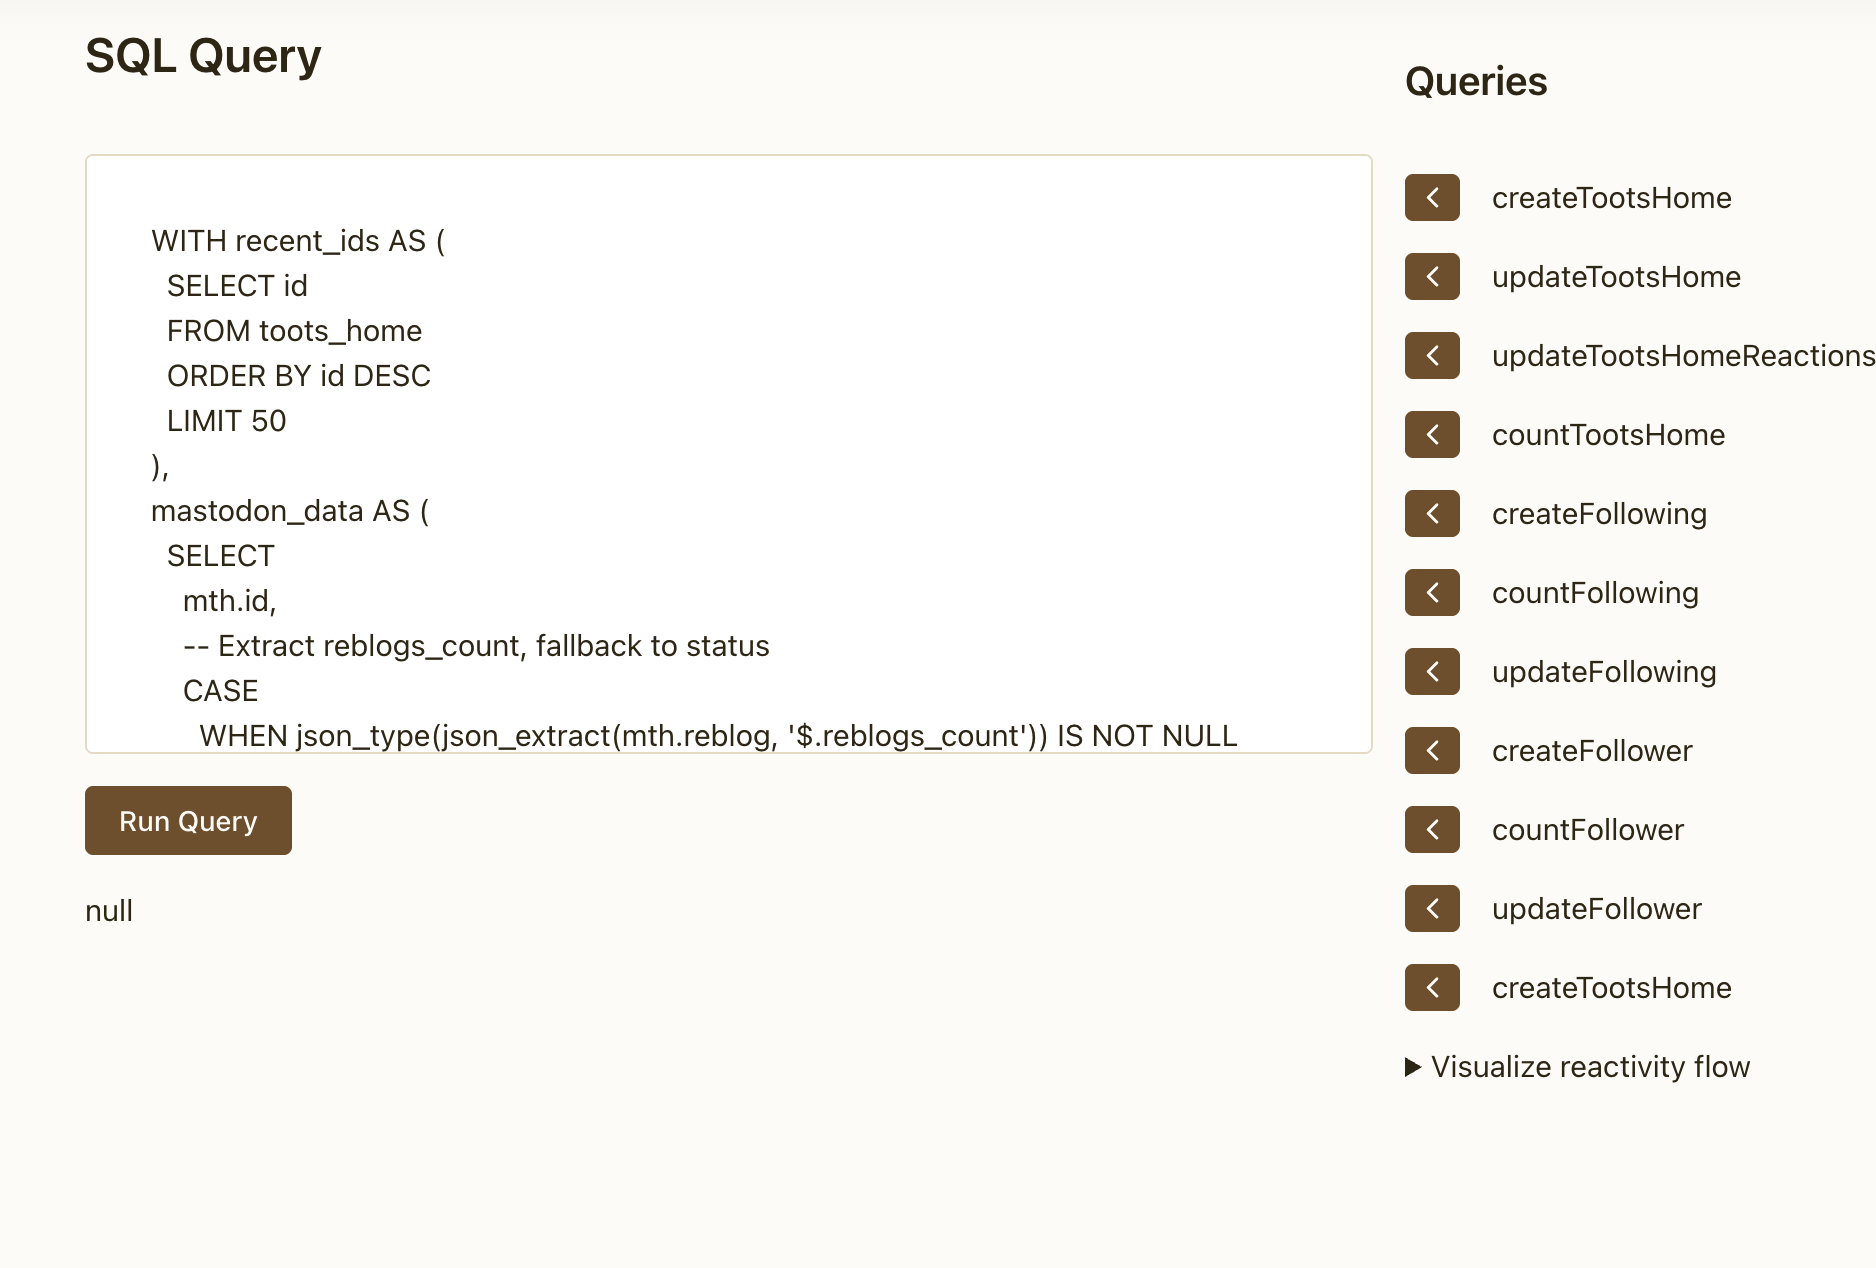 SQL Query
WITH recent_ids AS (
SELECT id
FROM toots_home
ORDER BY id DESC
LIMIT 50
),
mastodon_data AS (
SELECT
mth.id,
-- Extract reblogs_count, fallback to status
CASE
WHEN json_type(json_extract(mth.reblog, '$.reblogs_count')) IS NOT NULL
Run Query
null
Queries
createTootsHome
updateTootsHome
updateTootsHomeReactions
countTootsHome
createFollowing
countFollowing
updateFollowing
createFollower
countFollower
updateFollower
createTootsHome
Visualize reactivity flow